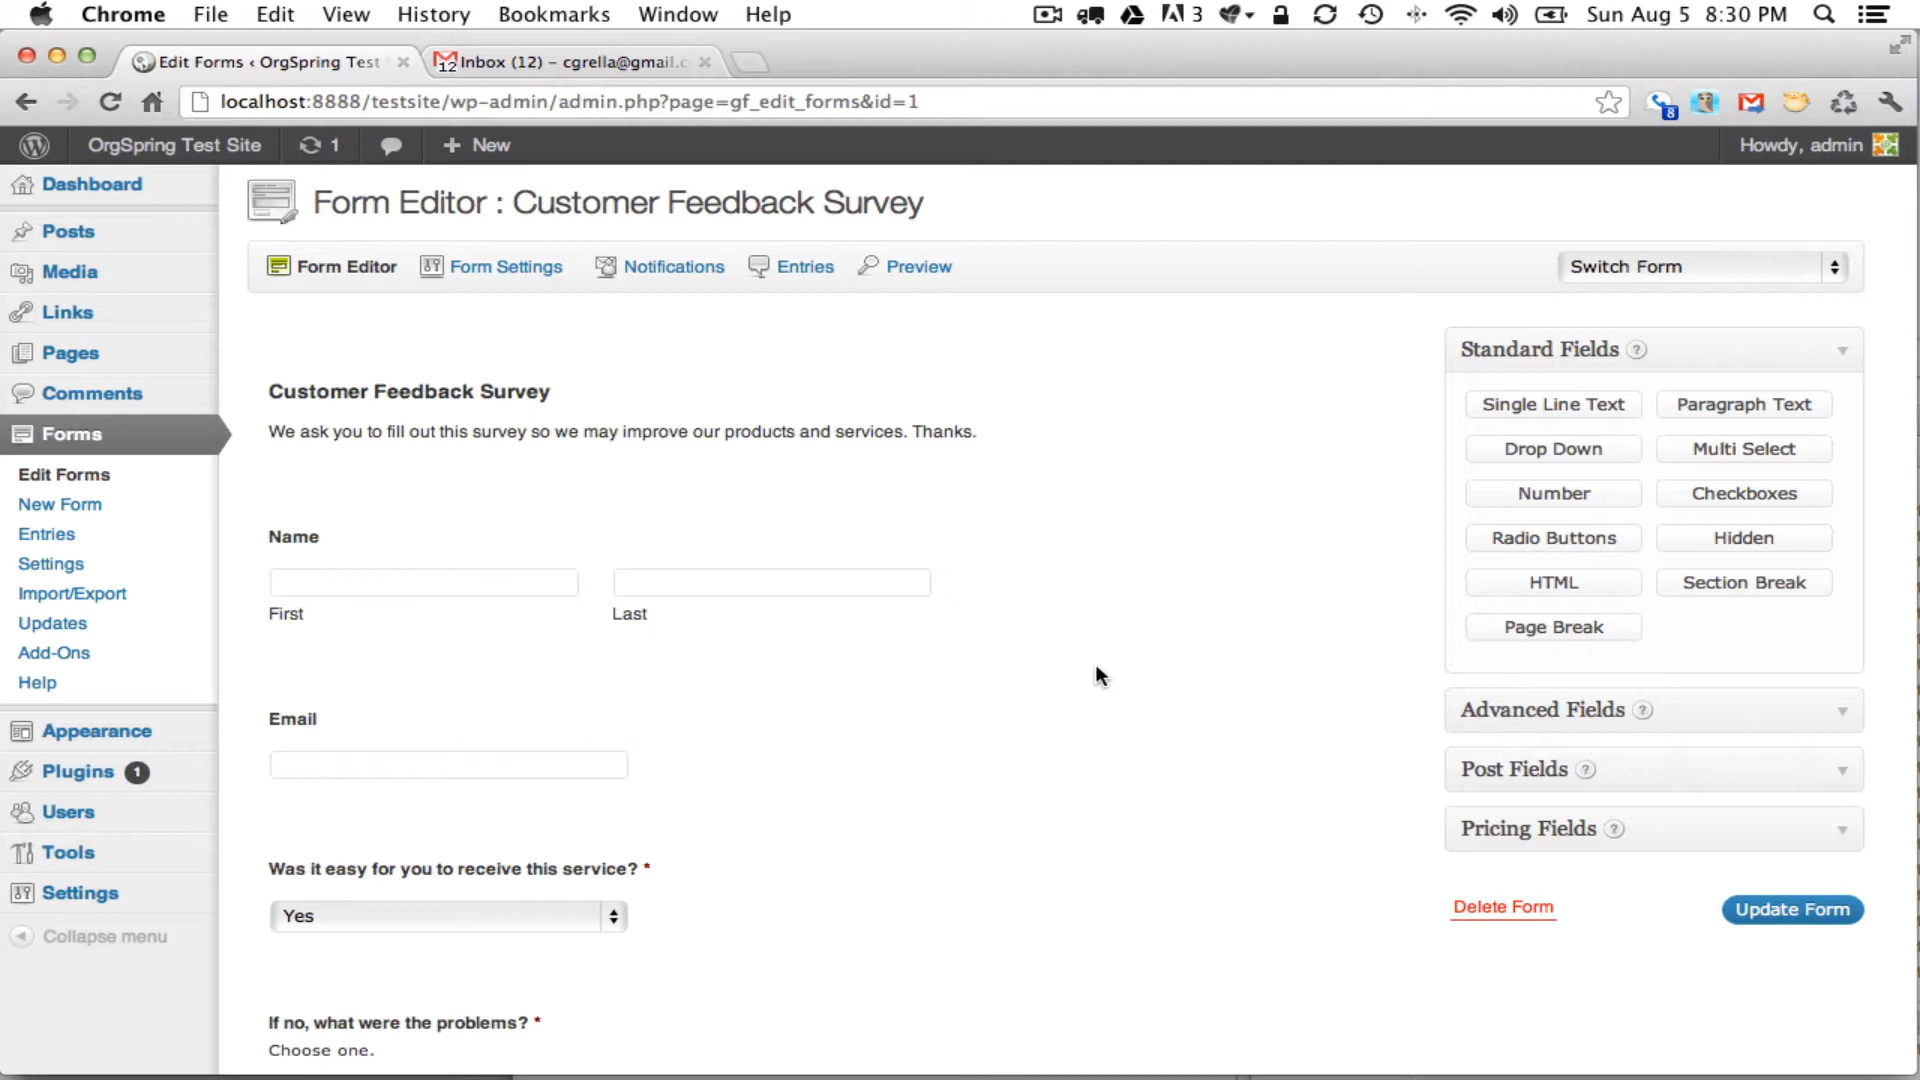 Chrome File Edit View History Bookmarks Window Help 3 Sun Aug 5 8:30 PM
Edit Forms ‹ OrgSpring Test
12 Inbox (12) – cgrella@gmail.c
localhost:8888/testsite/wp-admin/admin.php?page=gf_edit_forms&id=1
8
OrgSpring Test Site 1 + New Howdy, admin
Dashboard
Posts
Media
Links
Pages
Comments
Forms
Edit Forms
New Form
Entries
Settings
Import/Export
Updates
Add-Ons
Help
Appearance
Plugins 1
Users
Tools
Settings
Collapse menu
Form Editor : Customer Feedback Survey
Form Editor Form Settings Notifications Entries Preview Switch Form
Customer Feedback Survey
We ask you to fill out this survey so we may improve our products and services. Thanks.
Name
First Last
Email
Was it easy for you to receive this service? *
Yes
If no, what were the problems? *
Choose one.
Standard Fields ?
Single Line Text Paragraph Text
Drop Down Multi Select
Number Checkboxes
Radio Buttons Hidden
HTML Section Break
Page Break
Advanced Fields ?
Post Fields ?
Pricing Fields ?
Delete Form Update Form